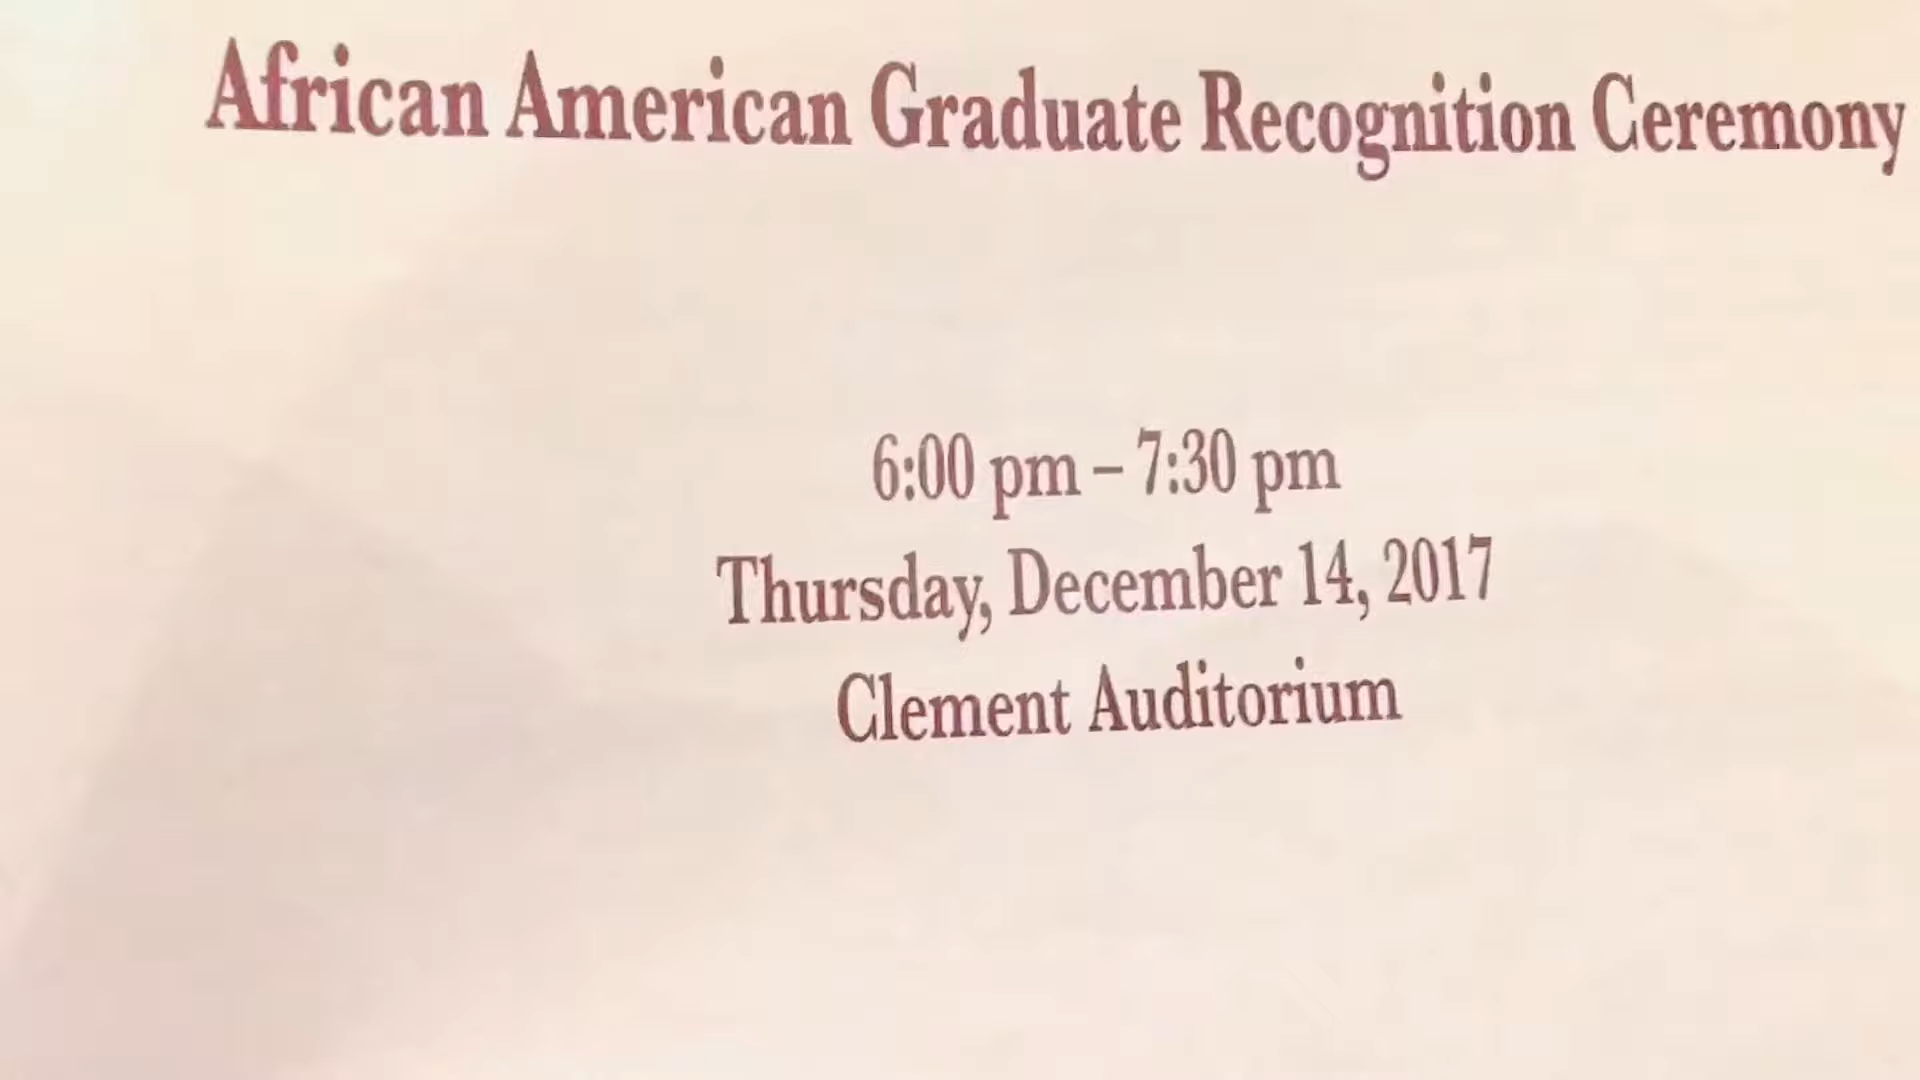 African American Graduate Recognition Ceremony
6:00 pm – 7:30 pm
Thursday, December 14, 2017
Clement Auditorium